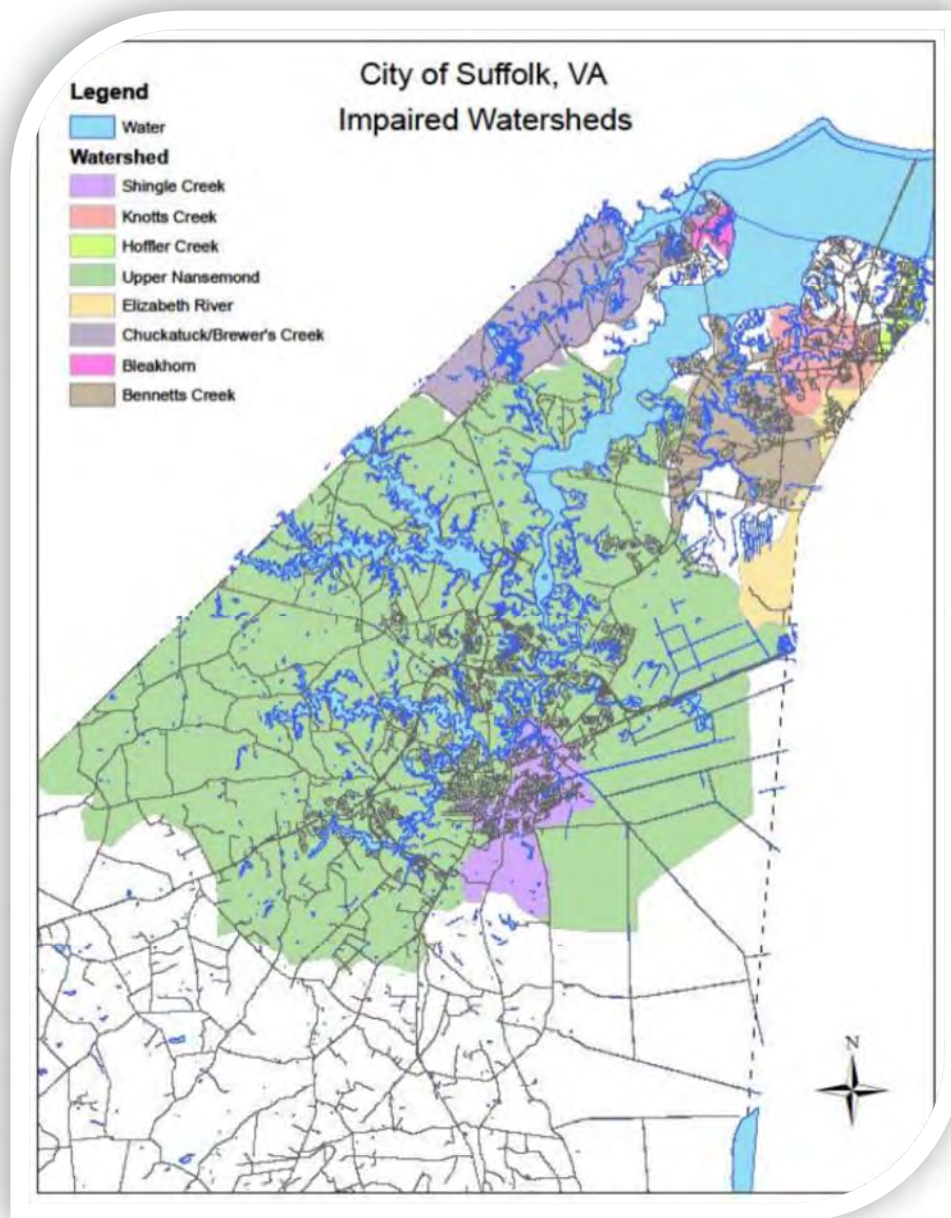 City of Suffolk, VA
Impaired Watersheds
Legend
Water
Watershed
Shingle Creek
Knotts Creek
Hoffler Creek
Upper Nansemond
Elizabeth River
Chuckatuck/Brewer's Creek
Bleakhorn
Bennetts Creek
N